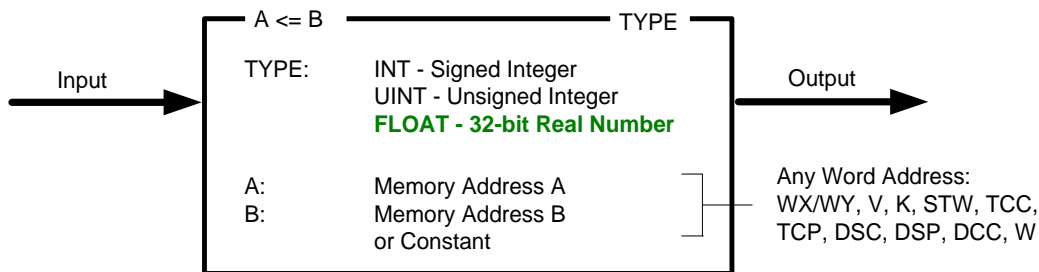 A <= B TYPE
Input
TYPE: INT - Signed Integer
UINT - Unsigned Integer
FLOAT - 32-bit Real Number
Output
A: Memory Address A
B: Memory Address B
or Constant
Any Word Address:
WX/WY, V, K, STW, TCC,
TCP, DSC, DSP, DCC, W